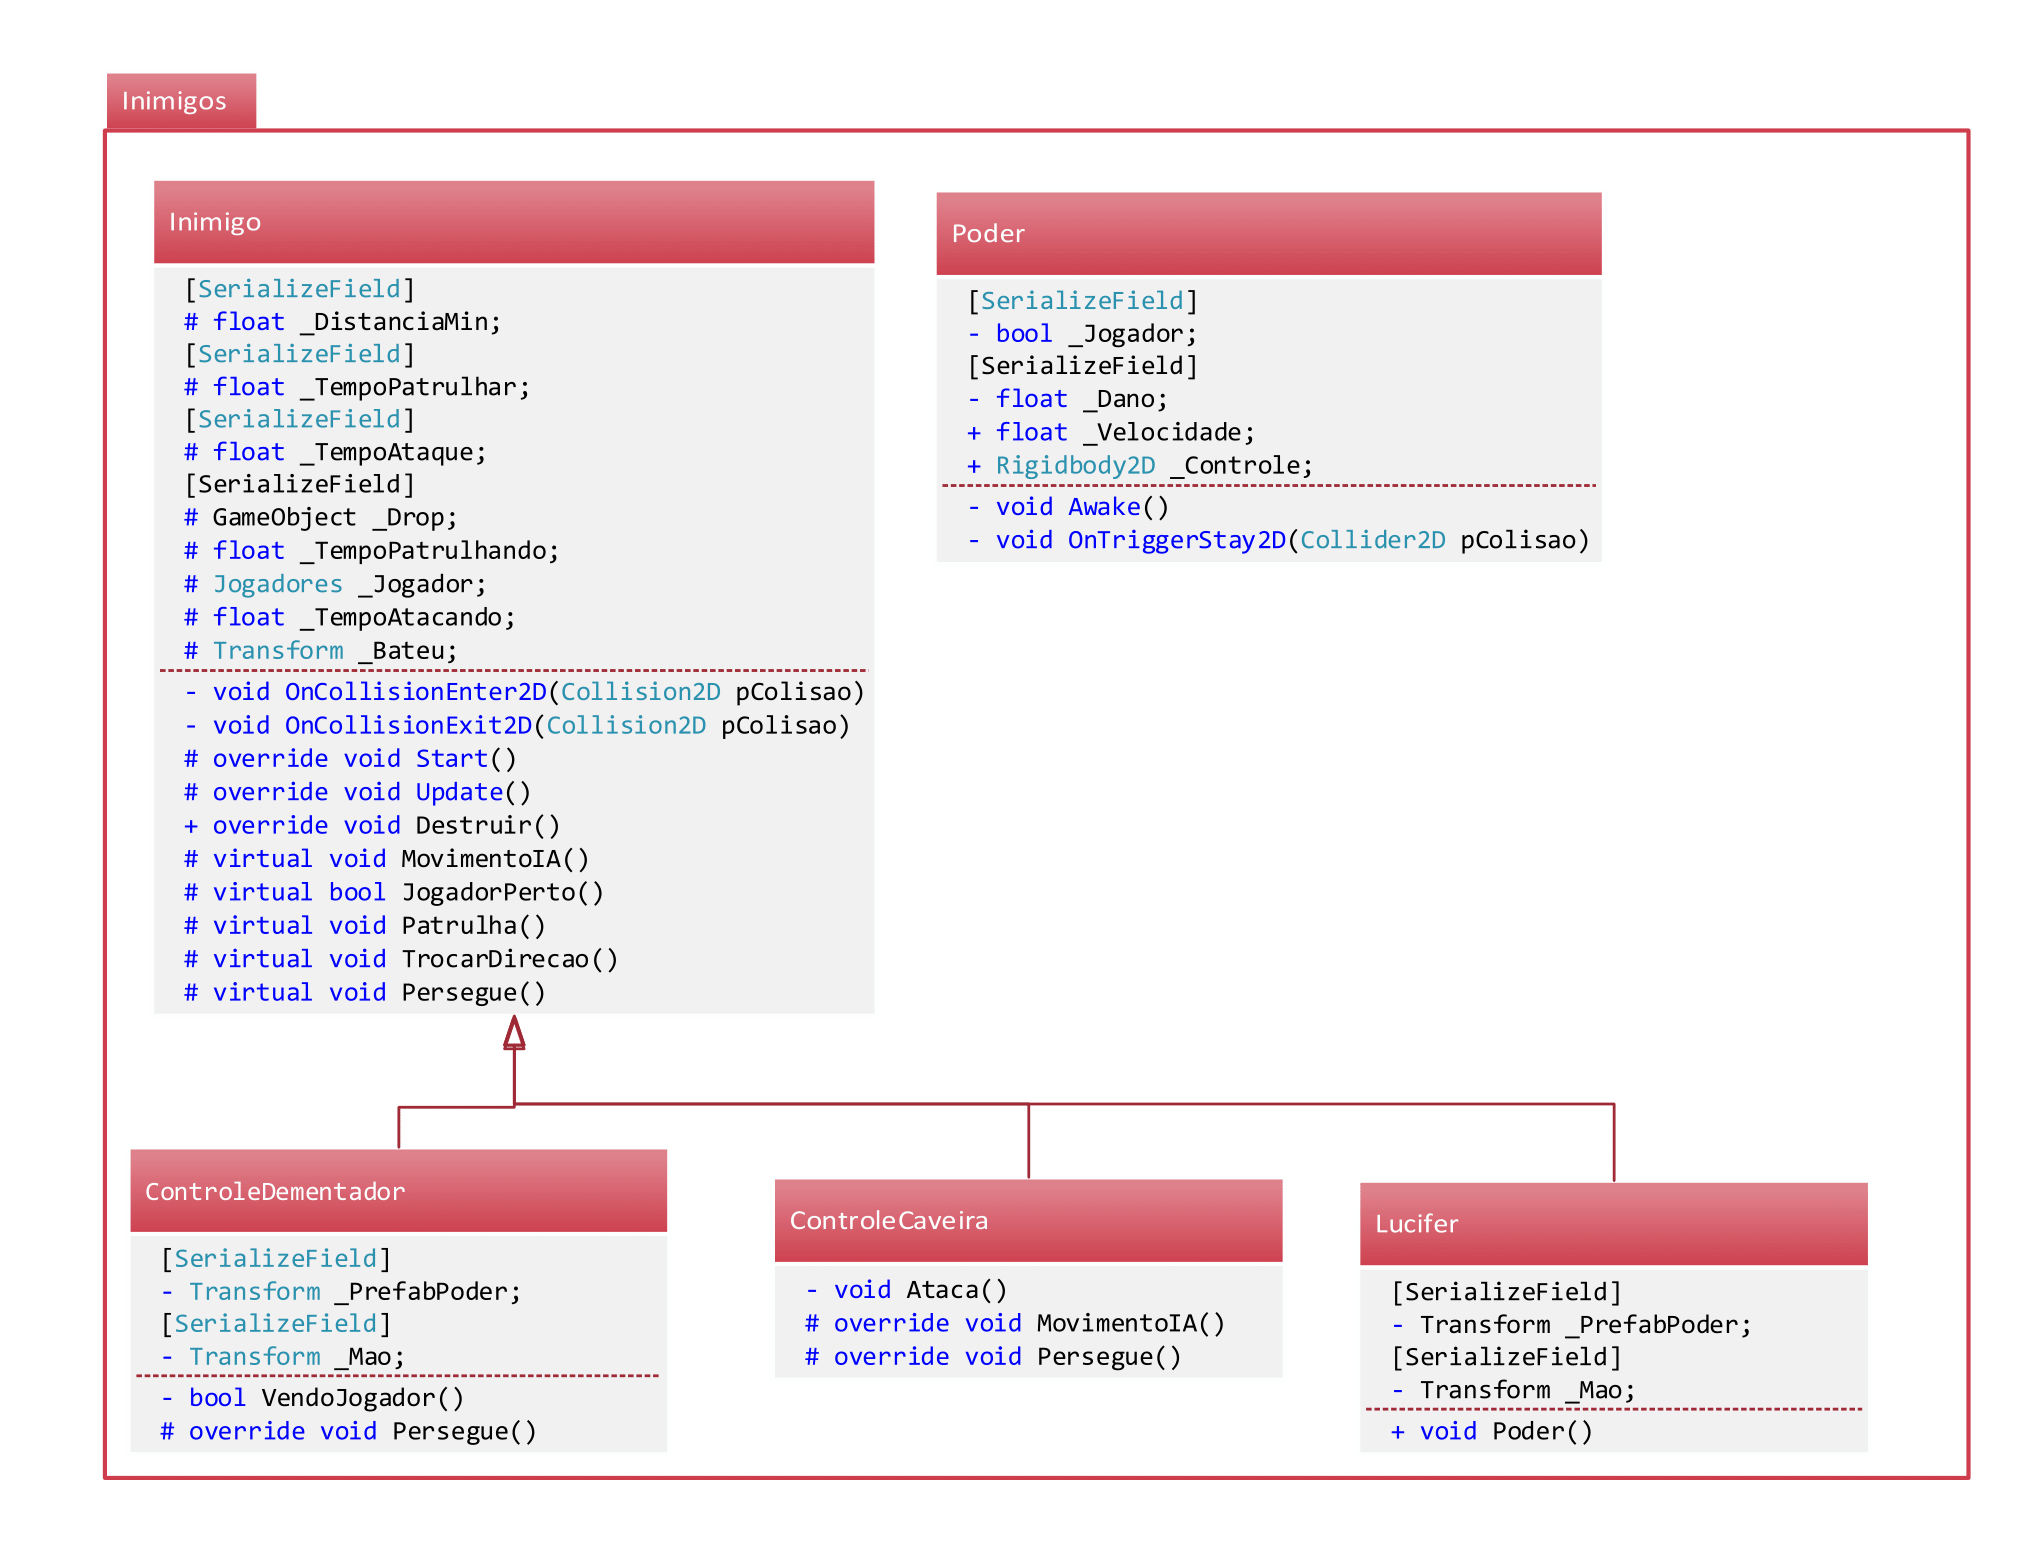 Inimigos
Inimigo
[SerializeField]
# float _DistanciaMin;
[SerializeField]
# float _TempoPatrulhar;
[SerializeField]
# float _TempoAtaque;
[SerializeField]
# GameObject _Drop;
# float _TempoPatrulhando;
# Jogadores _Jogador;
# float _TempoAtacando;
# Transform _Bateu;
- void OnCollisionEnter2D(Collision2D pColisao)
- void OnCollisionExit2D(Collision2D pColisao)
# override void Start()
# override void Update()
+ override void Destruir()
# virtual void MovimentoIA()
# virtual bool JogadorPerto()
# virtual void Patrulha()
# virtual void TrocarDirecao()
# virtual void Persegue()
Poder
[SerializeField]
- bool _Jogador;
[SerializeField]
- float _Dano;
+ float _Velocidade;
+ Rigidbody2D _Controle;
- void Awake()
- void OnTriggerStay2D(Collider2D pColisao)
ControleDementador
[SerializeField]
- Transform _PrefabPoder;
[SerializeField]
- Transform _Mao;
- bool VendoJogador()
# override void Persegue()
ControleCaveira
- void Ataca()
# override void MovimentoIA()
# override void Persegue()
Lucifer
[SerializeField]
- Transform _PrefabPoder;
[SerializeField]
- Transform _Mao;
+ void Poder()